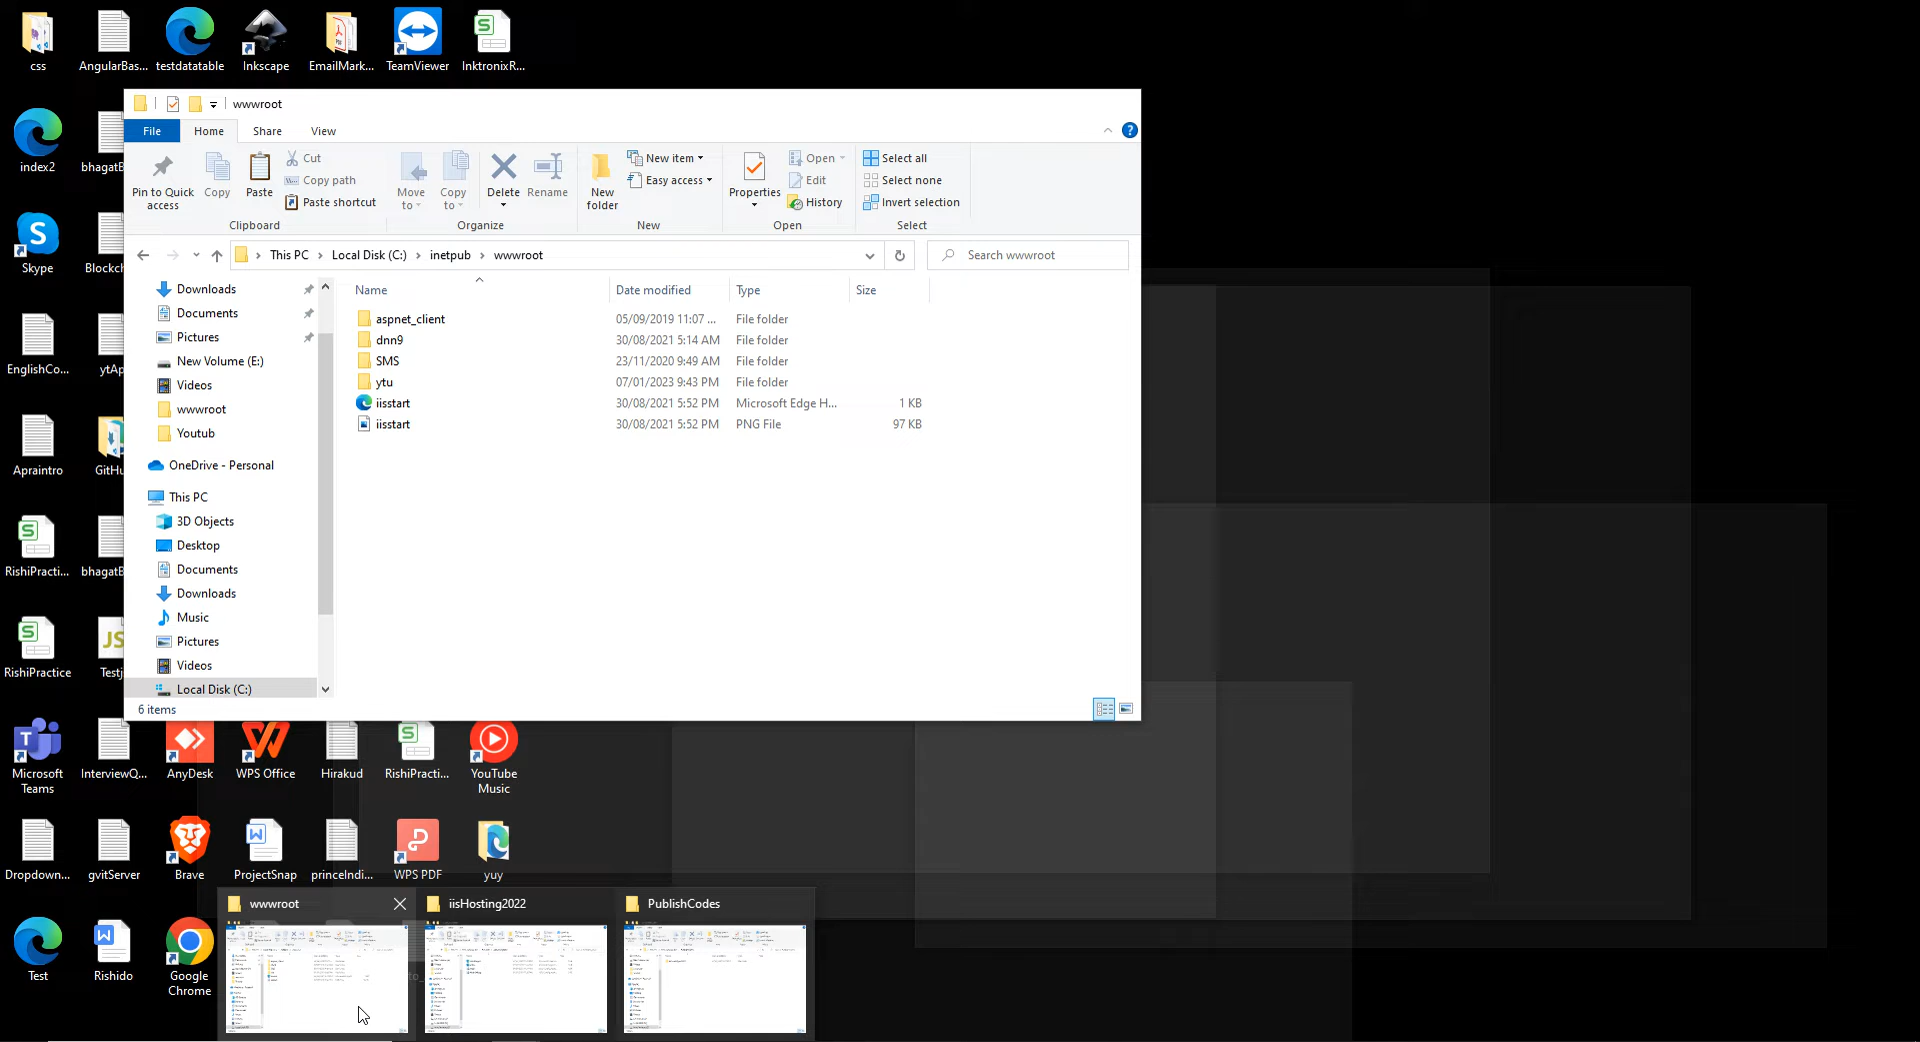 css
AngularBas...
testdatatable
Inkscape
EmailMark...
TeamViewer
InktronixR...
wwwroot
File
Home
Share
View
index2
bhagatB
Pin to Quick
access
Copy
Paste
Cut
Copy path
Paste shortcut
Clipboard
Move
to
Copy
to
Delete
Rename
Organize
New
folder
New item
Easy access
New
Properties
Open
Edit
History
Open
Select all
Select none
Invert selection
Select
Skype
Blockch
This PC
Local Disk (C:)
inetpub
wwwroot
Search wwwroot
Downloads
Documents
Pictures
New Volume (E:)
Videos
wwwroot
Youtub
OneDrive - Personal
This PC
3D Objects
Desktop
Documents
Downloads
Music
Pictures
Videos
Local Disk (C:)
Name
Date modified
Type
Size
aspnet_client 05/09/2019 11:07 ... File folder
dnn9 30/08/2021 5:14 AM File folder
SMS 23/11/2020 9:49 AM File folder
ytu 07/01/2023 9:43 PM File folder
iisstart 30/08/2021 5:52 PM Microsoft Edge H... 1 KB
iisstart 30/08/2021 5:52 PM PNG File 97 KB
6 items
EnglishCo...
ytAp
Apraintro
GitHu
RishiPracti...
bhagatB
RishiPractice
Testj
Microsoft
Teams
InterviewQ...
AnyDesk
WPS Office
Hirakud
RishiPracti...
YouTube
Music
Dropdown...
gvitServer
Brave
ProjectSnap
princeIndi...
WPS PDF
yuy
Test
Rishido
Google
Chrome
wwwroot
iisHosting2022
PublishCodes